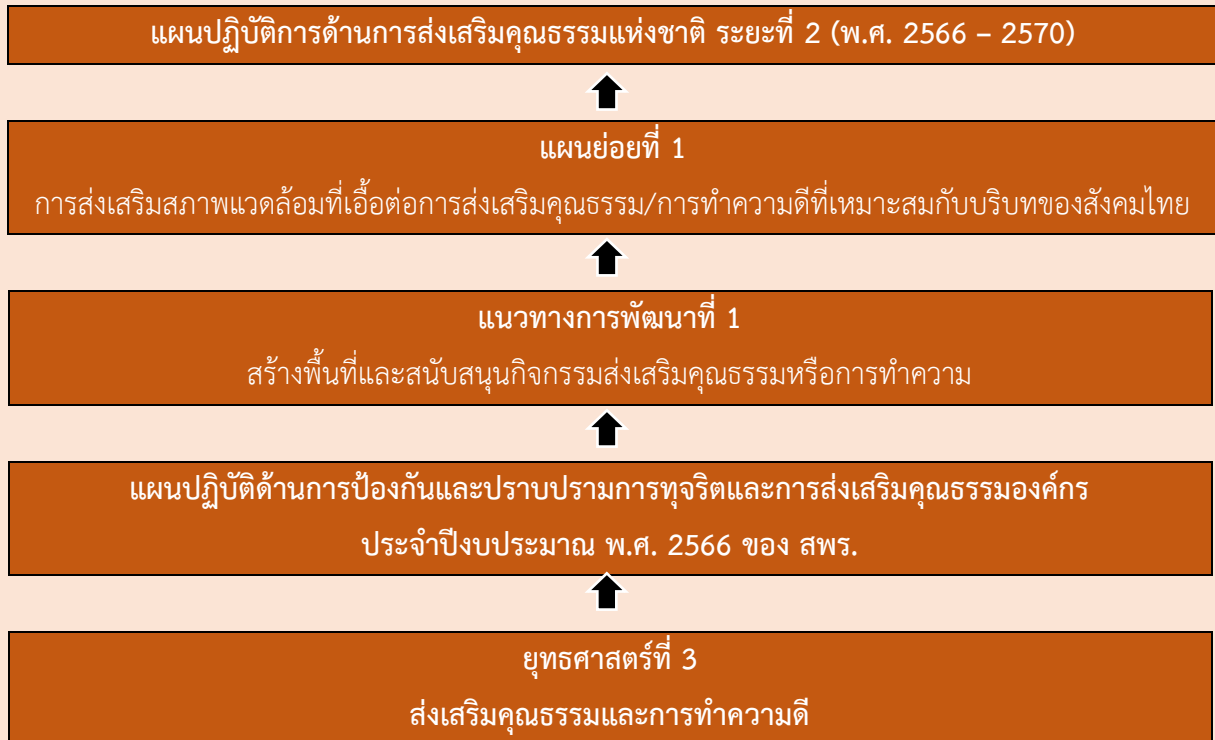 แผนปฏิบัติการด้านการส่งเสริมคุณธรรมแห่งชาติ ระยะที่ 2 (พ.ศ. 2566 – 2570)
แผนย่อยที่ 1
การส่งเสริมสภาพแวดล้อมที่เอื้อต่อการส่งเสริมคุณธรรม/การทำความดีที่เหมาะสมกับบริบทของสังคมไทย
แนวทางการพัฒนาที่ 1
สร้างพื้นที่และสนับสนุนกิจกรรมส่งเสริมคุณธรรมหรือการทำความ
แผนปฏิบัติด้านการป้องกันและปราบปรามการทุจริตและการส่งเสริมคุณธรรมองค์กร
ประจำปีงบประมาณ พ.ศ. 2566 ของ สพร.
ยุทธศาสตร์ที่ 3
ส่งเสริมคุณธรรมและการทำความดี